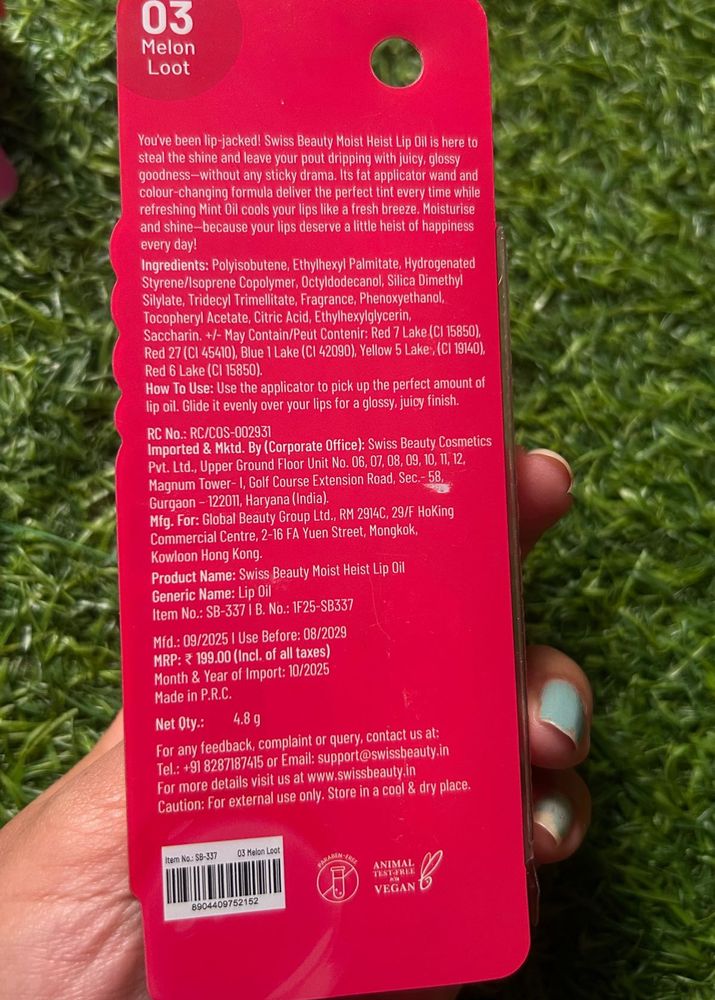 03
Melon
Loot
You've been lip-jacked! Swiss Beauty Moist Heist Lip Oil is here to
steal the shine and leave your pout dripping with juicy, glossy
goodness—without any sticky drama. Its fat applicator wand and
colour-changing formula deliver the perfect tint every time while
refreshing Mint Oil cools your lips like a fresh breeze. Moisturise
and shine—because your lips deserve a little heist of happiness
every day!
Ingredients: Polyisobutene, Ethylhexyl Palmitate, Hydrogenated
Styrene/Isoprene Copolymer, Octyldodecanol, Silica Dimethyl
Silylate, Tridecyl Trimellitate, Fragrance, Phenoxyethanol,
Tocopheryl Acetate, Citric Acid, Ethylhexylglycerin,
Saccharin. +/- May Contain/Peut Contenir: Red 7 Lake (CI 15850),
Red 27 (CI 45410), Blue 1 Lake (CI 42090), Yellow 5 Lake, (CI 19140),
Red 6 Lake (CI 15850).
How To Use: Use the applicator to pick up the perfect amount of
lip oil. Glide it evenly over your lips for a glossy, juicy finish.
RC No.: RC/COS-002931
Imported & Mktd. By (Corporate Office): Swiss Beauty Cosmetics
Pvt. Ltd., Upper Ground Floor Unit No. 06, 07, 08, 09, 10, 11, 12,
Magnum Tower- I, Golf Course Extension Road, Sec.- 58,
Gurgaon – 122011, Haryana (India).
Mfg. For: Global Beauty Group Ltd., RM 2914C, 29/F HoKing
Commercial Centre, 2-16 FA Yuen Street, Mongkok,
Kowloon Hong Kong.
Product Name: Swiss Beauty Moist Heist Lip Oil
Generic Name: Lip Oil
Item No.: SB-337 | B. No.: 1F25-SB337
Mfd.: 09/2025 | Use Before: 08/2029
MRP: ₹ 199.00 (Incl. of all taxes)
Month & Year of Import: 10/2025
Made in P.R.C.
Net Qty.: 4.8 g
For any feedback, complaint or query, contact us at:
Tel.: +91 8287187415 or Email: support@swissbeauty.in
For more details visit us at www.swissbeauty.in
Caution: For external use only. Store in a cool & dry place.
Item No.: SB-337 03 Melon Loot
8904409752152
PARABEN-FREE
ANIMAL
TEST-FREE
VEGAN